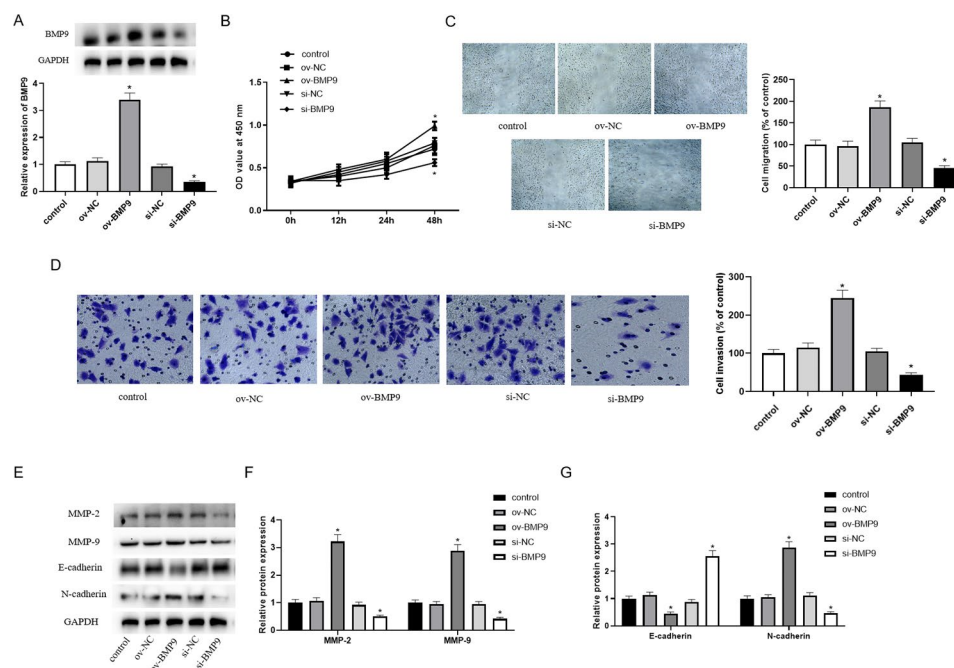 A
BMP9
GAPDH
Relative expression of BMP9
4
3
2
1
0
*
*
control
ov-NC
ov-BMP9
si-NC
si-BMP9
B
control
ov-NC
ov-BMP9
si-NC
si-BMP9
OD value at 450 nm
1.5
1.0
0.5
0.0
*
*
0h
12h
24h
48h
C
control
ov-NC
ov-BMP9
si-NC
si-BMP9
Cell migration (% of control)
250
200
150
100
50
0
*
*
control
ov-NC
ov-BMP9
si-NC
si-BMP9
D
control
ov-NC
ov-BMP9
si-NC
si-BMP9
Cell invasion (% of control)
300
200
100
0
*
*
control
ov-NC
ov-BMP9
si-NC
si-BMP9
E
MMP-2
MMP-9
E-cadherin
N-cadherin
GAPDH
control
ov-NC
ov-BMP9
si-NC
si-BMP9
F
control
ov-NC
ov-BMP9
si-NC
si-BMP9
Relative protein expression
4
3
2
1
0
*
*
*
*
MMP-2
MMP-9
G
control
ov-NC
ov-BMP9
si-NC
si-BMP9
Relative protein expression
4
3
2
1
0
*
*
*
*
E-cadherin
N-cadherin